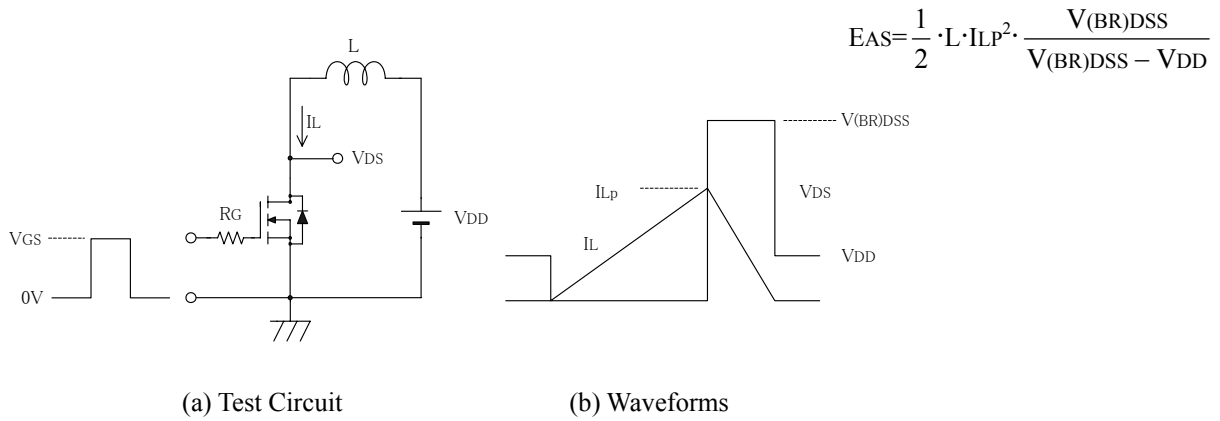 EAS=1/2 ·L·ILP²· V(BR)DSS/V(BR)DSS – VDD
L
IL
VDS
RG
VDD
VGS
0V
V(BR)DSS
ILp
VDS
IL
VDD
(a) Test Circuit
(b) Waveforms